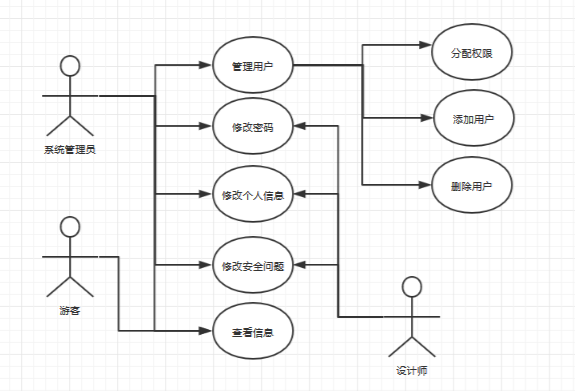 分配权限
管理用户
添加用户
修改密码
系统管理员
删除用户
修改个人信息
修改安全问题
游客
查看信息
设计师